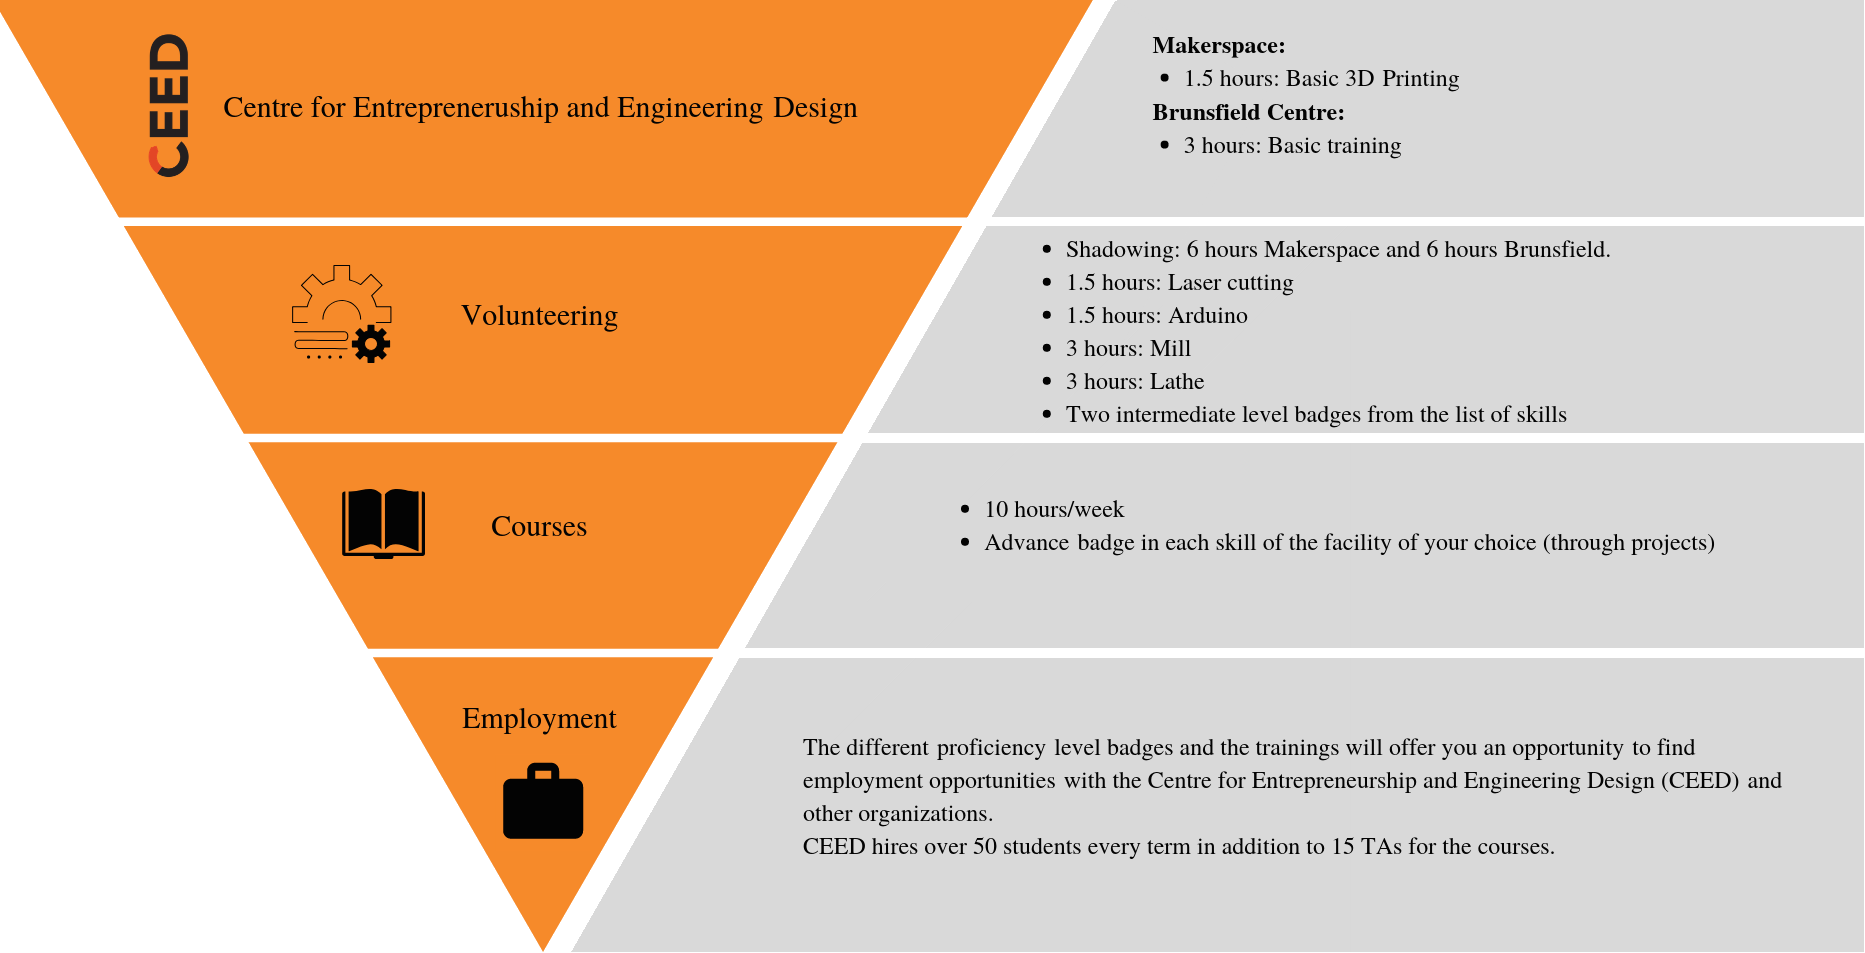 CEED
Centre for Entrepreneruship and Engineering Design
Makerspace:
• 1.5 hours: Basic 3D Printing
Brunsfield Centre:
• 3 hours: Basic training
Volunteering
• Shadowing: 6 hours Makerspace and 6 hours Brunsfield.
• 1.5 hours: Laser cutting
• 1.5 hours: Arduino
• 3 hours: Mill
• 3 hours: Lathe
• Two intermediate level badges from the list of skills
Courses
• 10 hours/week
• Advance badge in each skill of the facility of your choice (through projects)
Employment
The different proficiency level badges and the trainings will offer you an opportunity to find
employment opportunities with the Centre for Entrepreneurship and Engineering Design (CEED) and
other organizations.
CEED hires over 50 students every term in addition to 15 TAs for the courses.